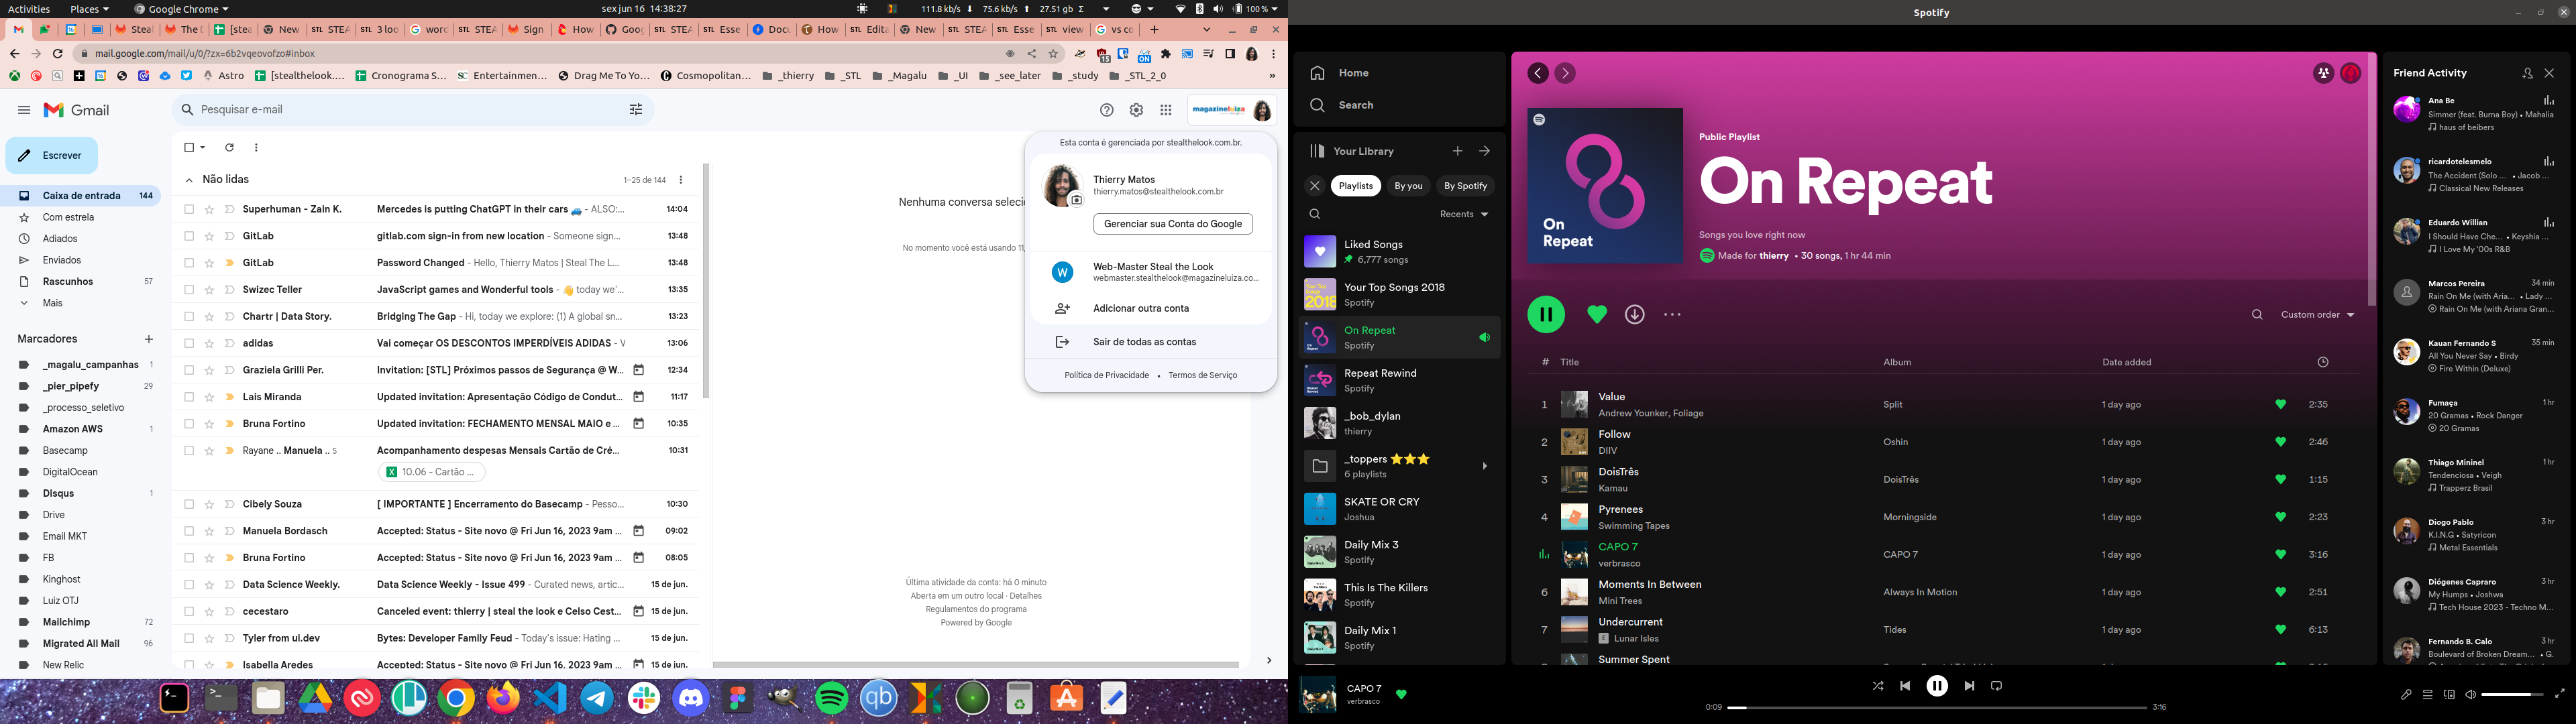 Activities Places Google Chrome sex jun 16 14:38:27 111.8 kb/s 75.6 kb/s 27.51 gb Σ 100 %
Steal The D [stea New STEA 3 loo STEA word STEA Sign How Goog STEA Esse Docu How Edita New STEA Esse view vs co
mail.google.com/mail/u/0/?zx=6b2vqeovofzo#inbox
Astro [stealthelook.... Cronograma S... Entertainmen... Drag Me To Yo... Cosmopolitan... _thierry _STL _Magalu _UI _see_later _study _STL_2_0 »
Gmail
Pesquisar e-mail
magazineluiza
Escrever
Caixa de entrada 144
Com estrela
Adiados
Enviados
Rascunhos 57
Mais
Marcadores
_magalu_campanhas 1
_pier_pipefy 29
_processo_seletivo
Amazon AWS 1
Basecamp
DigitalOcean
Disqus 1
Drive
Email MKT
FB
Kinghost
Luiz OTJ
Mailchimp 72
Migrated All Mail 96
New Relic
Não lidas 1–25 de 144
Superhuman - Zain K. Mercedes is putting ChatGPT in their cars 🚙 - ALSO:... 14:04
GitLab gitlab.com sign-in from new location - Someone sign... 13:48
GitLab Password Changed - Hello, Thierry Matos | Steal The L... 13:48
Swizec Teller JavaScript games and Wonderful tools - 👋 today we'... 13:35
Chartr | Data Story. Bridging The Gap - Hi, today we explore: (1) A global sn... 13:23
adidas Vai começar OS DESCONTOS IMPERDÍVEIS ADIDAS - V 13:06
Graziela Grilli Per. Invitation: [STL] Próximos passos de Segurança @ W... 12:34
Lais Miranda Updated invitation: Apresentação Código de Condut... 11:17
Bruna Fortino Updated invitation: FECHAMENTO MENSAL MAIO e ... 10:35
Rayane .. Manuela .. 5 Acompanhamento despesas Mensais Cartão de Cré... 10:31
10.06 - Cartão ...
Cibely Souza [ IMPORTANTE ] Encerramento do Basecamp - Pesso... 10:30
Manuela Bordasch Accepted: Status - Site novo @ Fri Jun 16, 2023 9am ... 09:02
Bruna Fortino Accepted: Status - Site novo @ Fri Jun 16, 2023 9am ... 08:05
Data Science Weekly. Data Science Weekly - Issue 499 - Curated news, artic... 15 de jun.
cecestaro Canceled event: thierry | steal the look e Celso Cest... 15 de jun.
Tyler from ui.dev Bytes: Developer Family Feud - Today's issue: Hating ... 15 de jun.
Isabella Aredes Accepted: Status - Site novo @ Fri Jun 16, 2023 9am ... 15 de jun.
Nenhuma conversa seleci
No momento você está usando 11,
Última atividade da conta: há 0 minuto
Aberta em um outro local · Detalhes
Regulamentos do programa
Powered by Google
Esta conta é gerenciada por stealthelook.com.br.
Thierry Matos
thierry.matos@stealthelook.com.br
Gerenciar sua Conta do Google
W Web-Master Steal the Look
webmaster.stealthelook@magazineluiza.co...
Adicionar outra conta
Sair de todas as contas
Política de Privacidade • Termos de Serviço
Spotify
Home
Search
Your Library
Playlists By you By Spotify
Recents
Liked Songs
6,777 songs
Your Top Songs 2018
Spotify
On Repeat
Spotify
Repeat Rewind
Spotify
_bob_dylan
thierry
_toppers ⭐⭐⭐
6 playlists
SKATE OR CRY
Joshua
Daily Mix 3
Spotify
This Is The Killers
Spotify
Daily Mix 1
Spotify
On
Repeat
Public Playlist
On Repeat
Songs you love right now
Made for thierry • 30 songs, 1 hr 44 min
Custom order
# Title Album Date added
1 Value Split 1 day ago 2:35
Andrew Younker, Foliage
2 Follow Oshin 1 day ago 2:46
DIIV
3 DoisTrês DoisTrês 1 day ago 1:15
Kamau
4 Pyrenees Morningside 1 day ago 2:23
Swimming Tapes
CAPO 7 CAPO 7 1 day ago 3:16
verbrasco
6 Moments In Between Always In Motion 1 day ago 2:51
Mini Trees
7 Undercurrent Tides 1 day ago 6:13
E Lunar Isles
Summer Spent
Friend Activity
Ana Be
Simmer (feat. Burna Boy) • Mahalia
haus of beibers
ricardotelesmelo
The Accident (Solo ... • Jacob ...
Classical New Releases
Eduardo Willian
I Should Have Che... • Keyshia ...
I Love My '00s R&B
Marcos Pereira 34 min
Rain On Me (with Aria... • Lady ...
Rain On Me (with Ariana Gran...
Kauan Fernando S 35 min
All You Never Say • Birdy
Fire Within (Deluxe)
Fumaça 1 hr
20 Gramas • Rock Danger
20 Gramas
Thiago Mininel 1 hr
Tendenciosa • Veigh
Trapperz Brasil
Diogo Pablo 3 hr
K.I.N.G • Satyricon
Metal Essentials
Diógenes Capraro 3 hr
My Humps • Joshwa
Tech House 2023 - Techno M...
Fernando B. Calo 3 hr
Boulevard of Broken Dream... • G.
CAPO 7
verbrasco
0:09 3:16